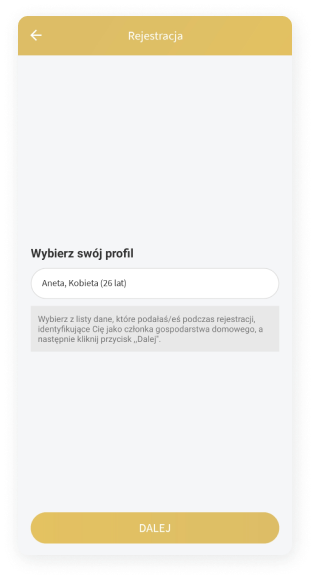 Rejestracja
Wybierz swój profil
Aneta, Kobieta (26 lat)
Wybierz z listy dane, które podałaś/eś podczas rejestracji,
identyfikujące Cię jako członka gospodarstwa domowego, a
następnie kliknij przycisk ,,Dalej".
DALEJ